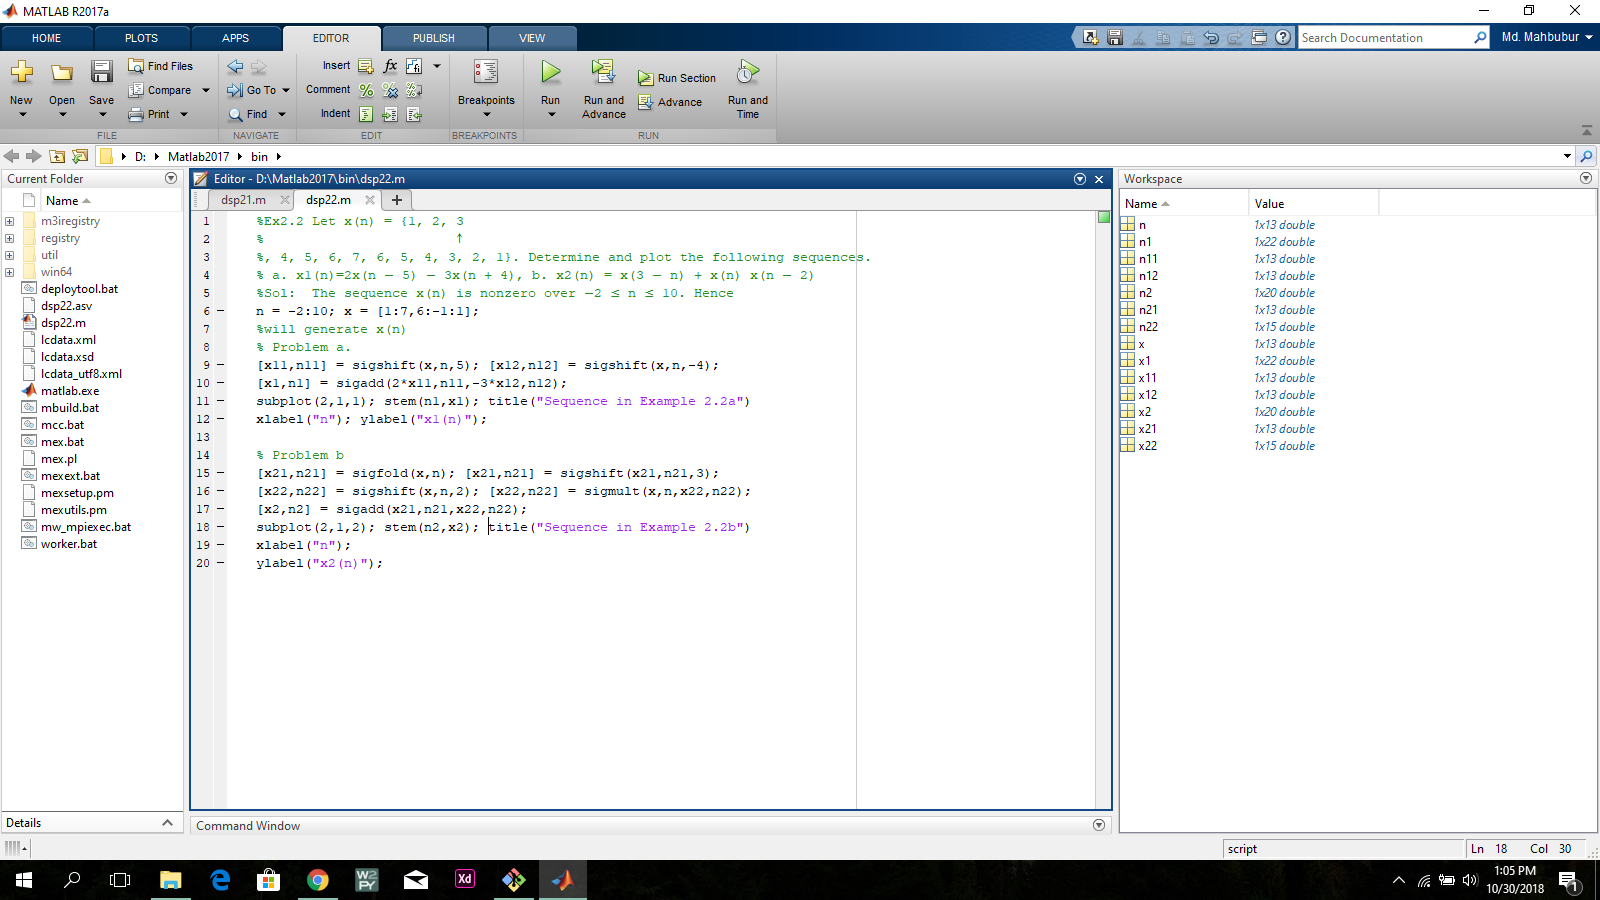 MATLAB R2017a
HOME PLOTS APPS EDITOR PUBLISH VIEW
Search Documentation
Md. Mahbubur
New Open Save
Find Files
Compare
Print
Go To
Find
Insert fx
Comment
Indent
Breakpoints
Run
Run and Advance
Run Section
Advance
Run and Time
FILE NAVIGATE EDIT BREAKPOINTS RUN
D: Matlab2017 bin
Current Folder
Name
m3iregistry
registry
util
win64
deploytool.bat
dsp22.asv
dsp22.m
lcdata.xml
lcdata.xsd
lcdata_utf8.xml
matlab.exe
mbuild.bat
mcc.bat
mex.bat
mex.pl
mexext.bat
mexsetup.pm
mexutils.pm
mw_mpiexec.bat
worker.bat
Details
Editor - D:\Matlab2017\bin\dsp22.m
dsp21.m dsp22.m
1 %Ex2.2 Let x(n) = {1, 2, 3
2 % ↑
3 %, 4, 5, 6, 7, 6, 5, 4, 3, 2, 1}. Determine and plot the following sequences.
4 % a. x1(n)=2x(n − 5) − 3x(n + 4), b. x2(n) = x(3 − n) + x(n) x(n − 2)
5 %Sol: The sequence x(n) is nonzero over −2 ≤ n ≤ 10. Hence
6 – n = -2:10; x = [1:7,6:-1:1];
7 %will generate x(n)
8 % Problem a.
9 – [x11,n11] = sigshift(x,n,5); [x12,n12] = sigshift(x,n,-4);
10 – [x1,n1] = sigadd(2*x11,n11,-3*x12,n12);
11 – subplot(2,1,1); stem(n1,x1); title("Sequence in Example 2.2a")
12 – xlabel("n"); ylabel("x1(n)");
13
14 % Problem b
15 – [x21,n21] = sigfold(x,n); [x21,n21] = sigshift(x21,n21,3);
16 – [x22,n22] = sigshift(x,n,2); [x22,n22] = sigmult(x,n,x22,n22);
17 – [x2,n2] = sigadd(x21,n21,x22,n22);
18 – subplot(2,1,2); stem(n2,x2); title("Sequence in Example 2.2b")
19 – xlabel("n");
20 – ylabel("x2(n)");
Command Window
Workspace
Name Value
n 1x13 double
n1 1x22 double
n11 1x13 double
n12 1x13 double
n2 1x20 double
n21 1x13 double
n22 1x15 double
x 1x13 double
x1 1x22 double
x11 1x13 double
x12 1x13 double
x2 1x20 double
x21 1x13 double
x22 1x15 double
script
Ln 18 Col 30
W2
PY
Xd
1:05 PM
10/30/2018
1